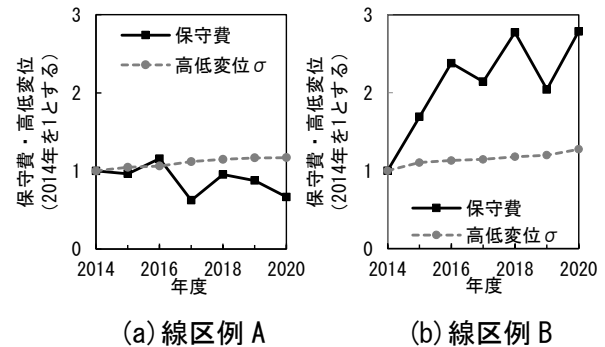 保守費・高低変位
(2014年を1とする)
3
2
1
0
保守費
高低変位σ
2014
2016
2018
2020
年度
(a) 線区例 A
保守費・高低変位
(2014年を1とする)
3
2
1
0
保守費
高低変位σ
2014
2016
2018
2020
年度
(b) 線区例 B